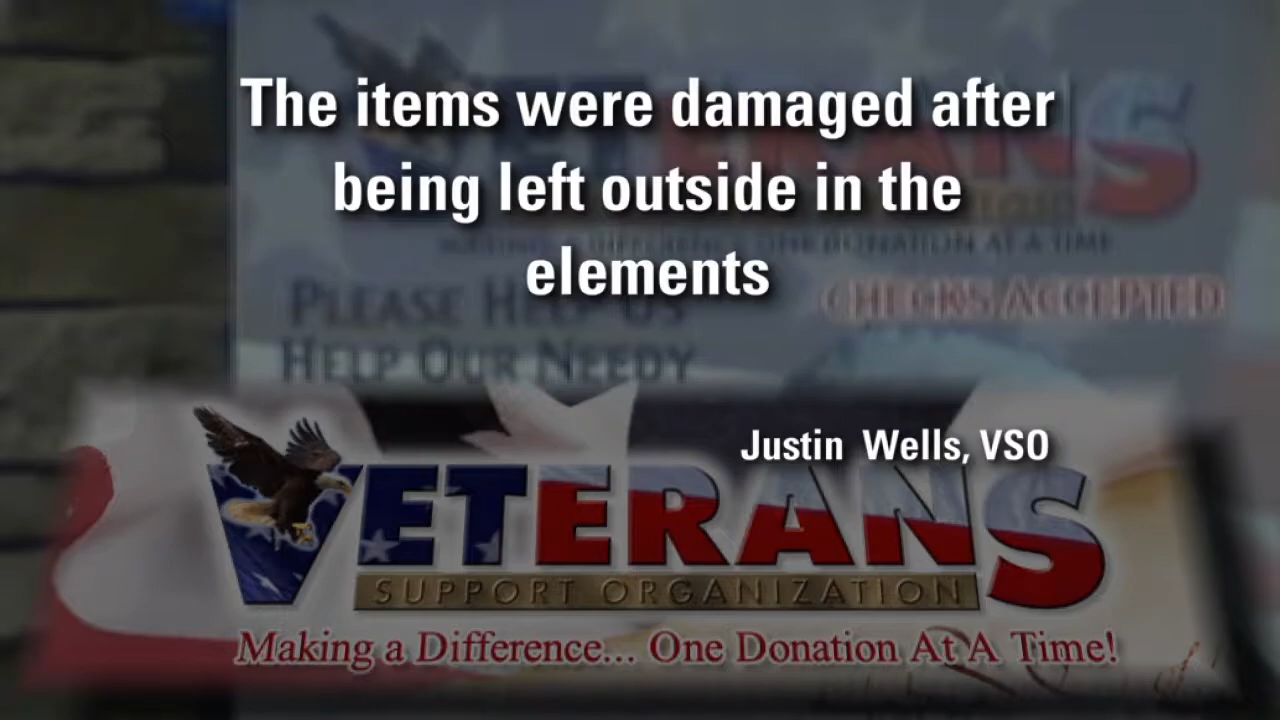 The items were damaged after
being left outside in the
elements
CHECKS ACCEPTED
PLEASE HELP US
HELP OUR NEEDY
Justin Wells, VSO
VETERANS
SUPPORT ORGANIZATION
Making a Difference... One Donation At A Time!